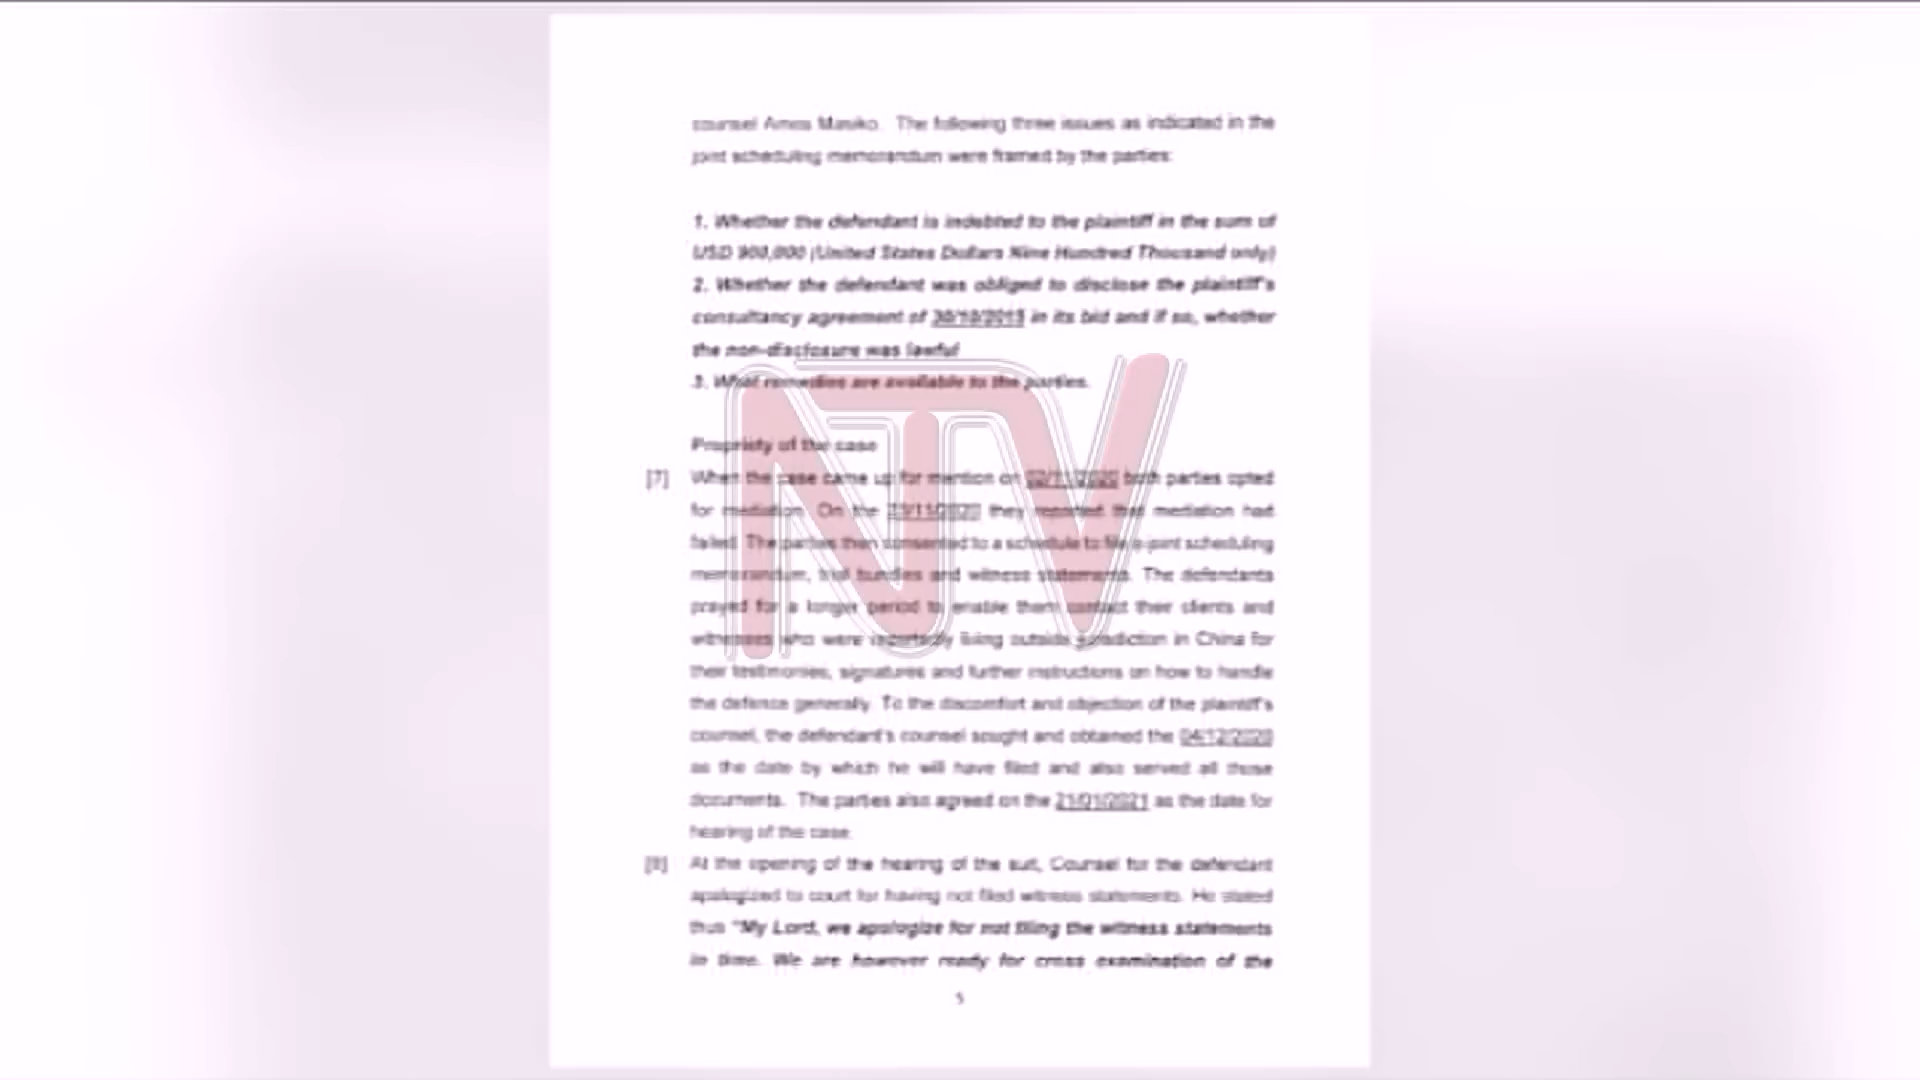 counsel Amos Masiko. The following three issues as indicated in the
joint scheduling memorandum were framed by the parties:
1. Whether the defendant is indebted to the plaintiff in the sum of
USD 900,000 (United States Dollars Nine Hundred Thousand only)
2. Whether the defendant was obliged to disclose the plaintiff's
consultancy agreement of 30/10/2015 in its bid and if so, whether
the non-disclosure was lawful
3. What remedies are available to the parties.
NTV
Propriety of the case
[7] When the case came up for mention on 02/11/2020 both parties opted
for mediation. On the 23/11/2020 they reported that mediation had
failed. The parties then consented to a schedule to file a joint scheduling
memorandum, trial bundles and witness statements. The defendants
prayed for a longer period to enable them contact their clients and
witnesses who were reportedly living outside jurisdiction in China for
their testimonies, signatures and further instructions on how to handle
the defence generally. To the discomfort and objection of the plaintiff's
counsel, the defendant's counsel sought and obtained the 04/12/2020
as the date by which he will have filed and also served all those
documents. The parties also agreed on the 21/01/2021 as the date for
hearing of the case.
[8] At the opening of the hearing of the suit, Counsel for the defendant
apologized to court for having not filed witness statements. He stated
thus "My Lord, we apologize for not filing the witness statements
in time. We are however ready for cross examination of the
5